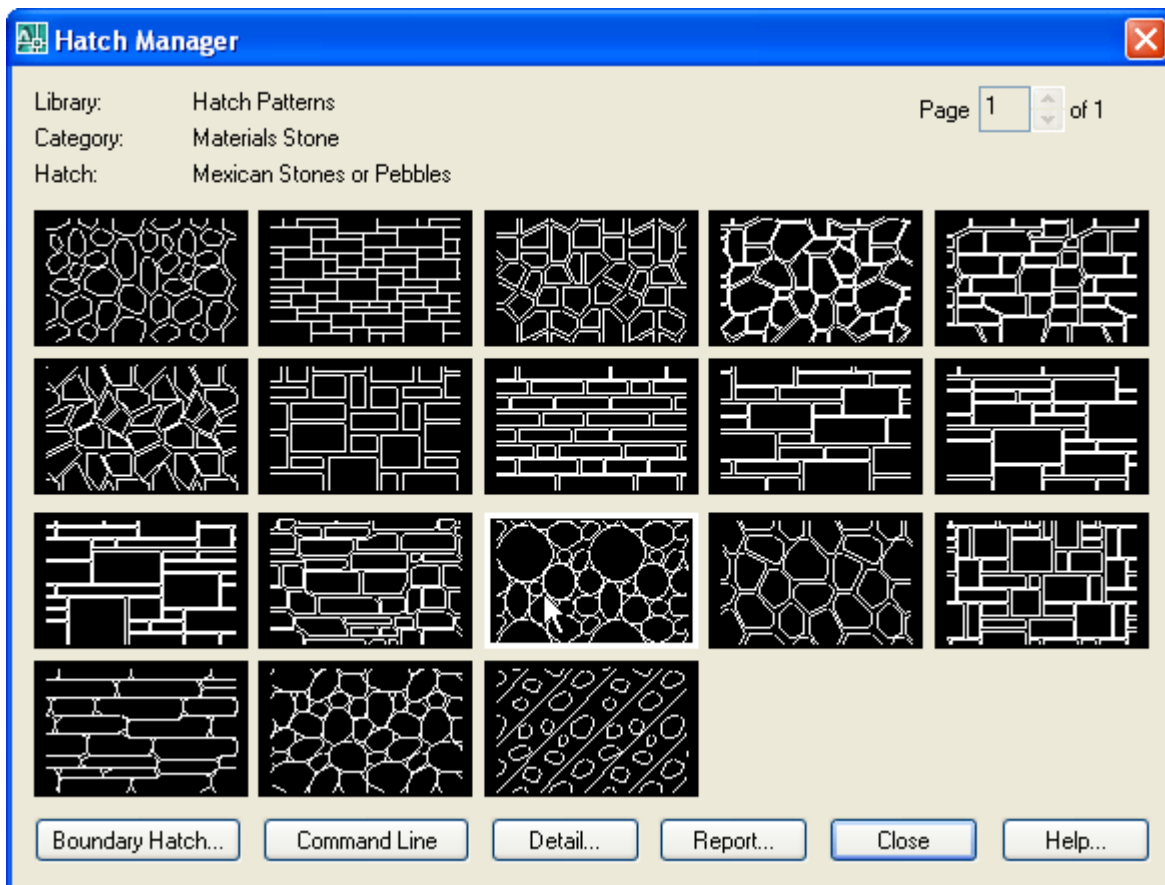 Hatch Manager
Library: Hatch Patterns
Page 1 of 1
Category: Materials Stone
Hatch: Mexican Stones or Pebbles
Boundary Hatch... Command Line Detail... Report... Close Help...